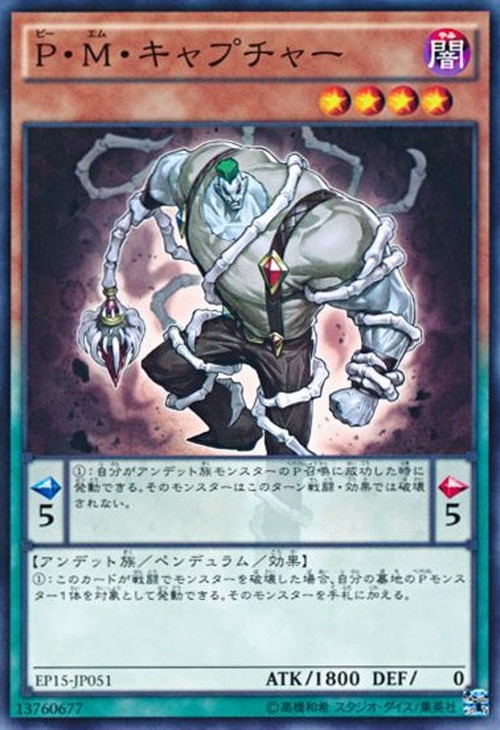 ピー エム
P・M・キャプチャー
やみ
闇
①：自分がアンデット族モンスターのP召喚に成功した時に
発動できる。そのモンスターはこのターン戦闘・効果では破壊
されない。
5
5
【アンデット族／ペンデュラム／効果】
①：このカードが戦闘でモンスターを破壊した場合、自分の墓地のPモンス
ター1体を対象として発動できる。そのモンスターを手札に加える。
EP15-JP051
ATK/1800 DEF/ 0
13760677
©高橋和希 スタジオ・ダイス/集英社